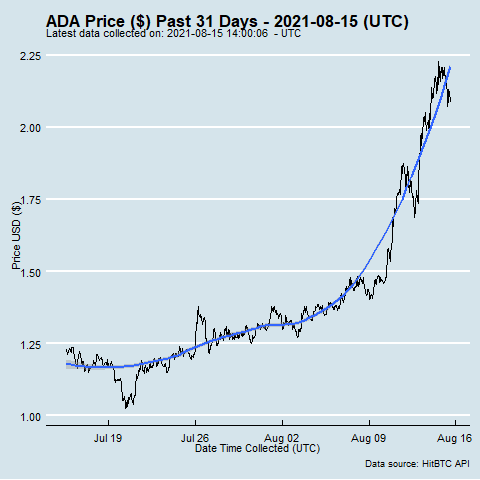 ADA Price ($) Past 31 Days - 2021-08-15 (UTC)
Latest data collected on: 2021-08-15 14:00:06 - UTC
2.25
2.00
1.75
1.50
1.25
1.00
Price USD ($)
Jul 19 Jul 26 Aug 02 Aug 09 Aug 16
Date Time Collected (UTC)
Data source: HitBTC API